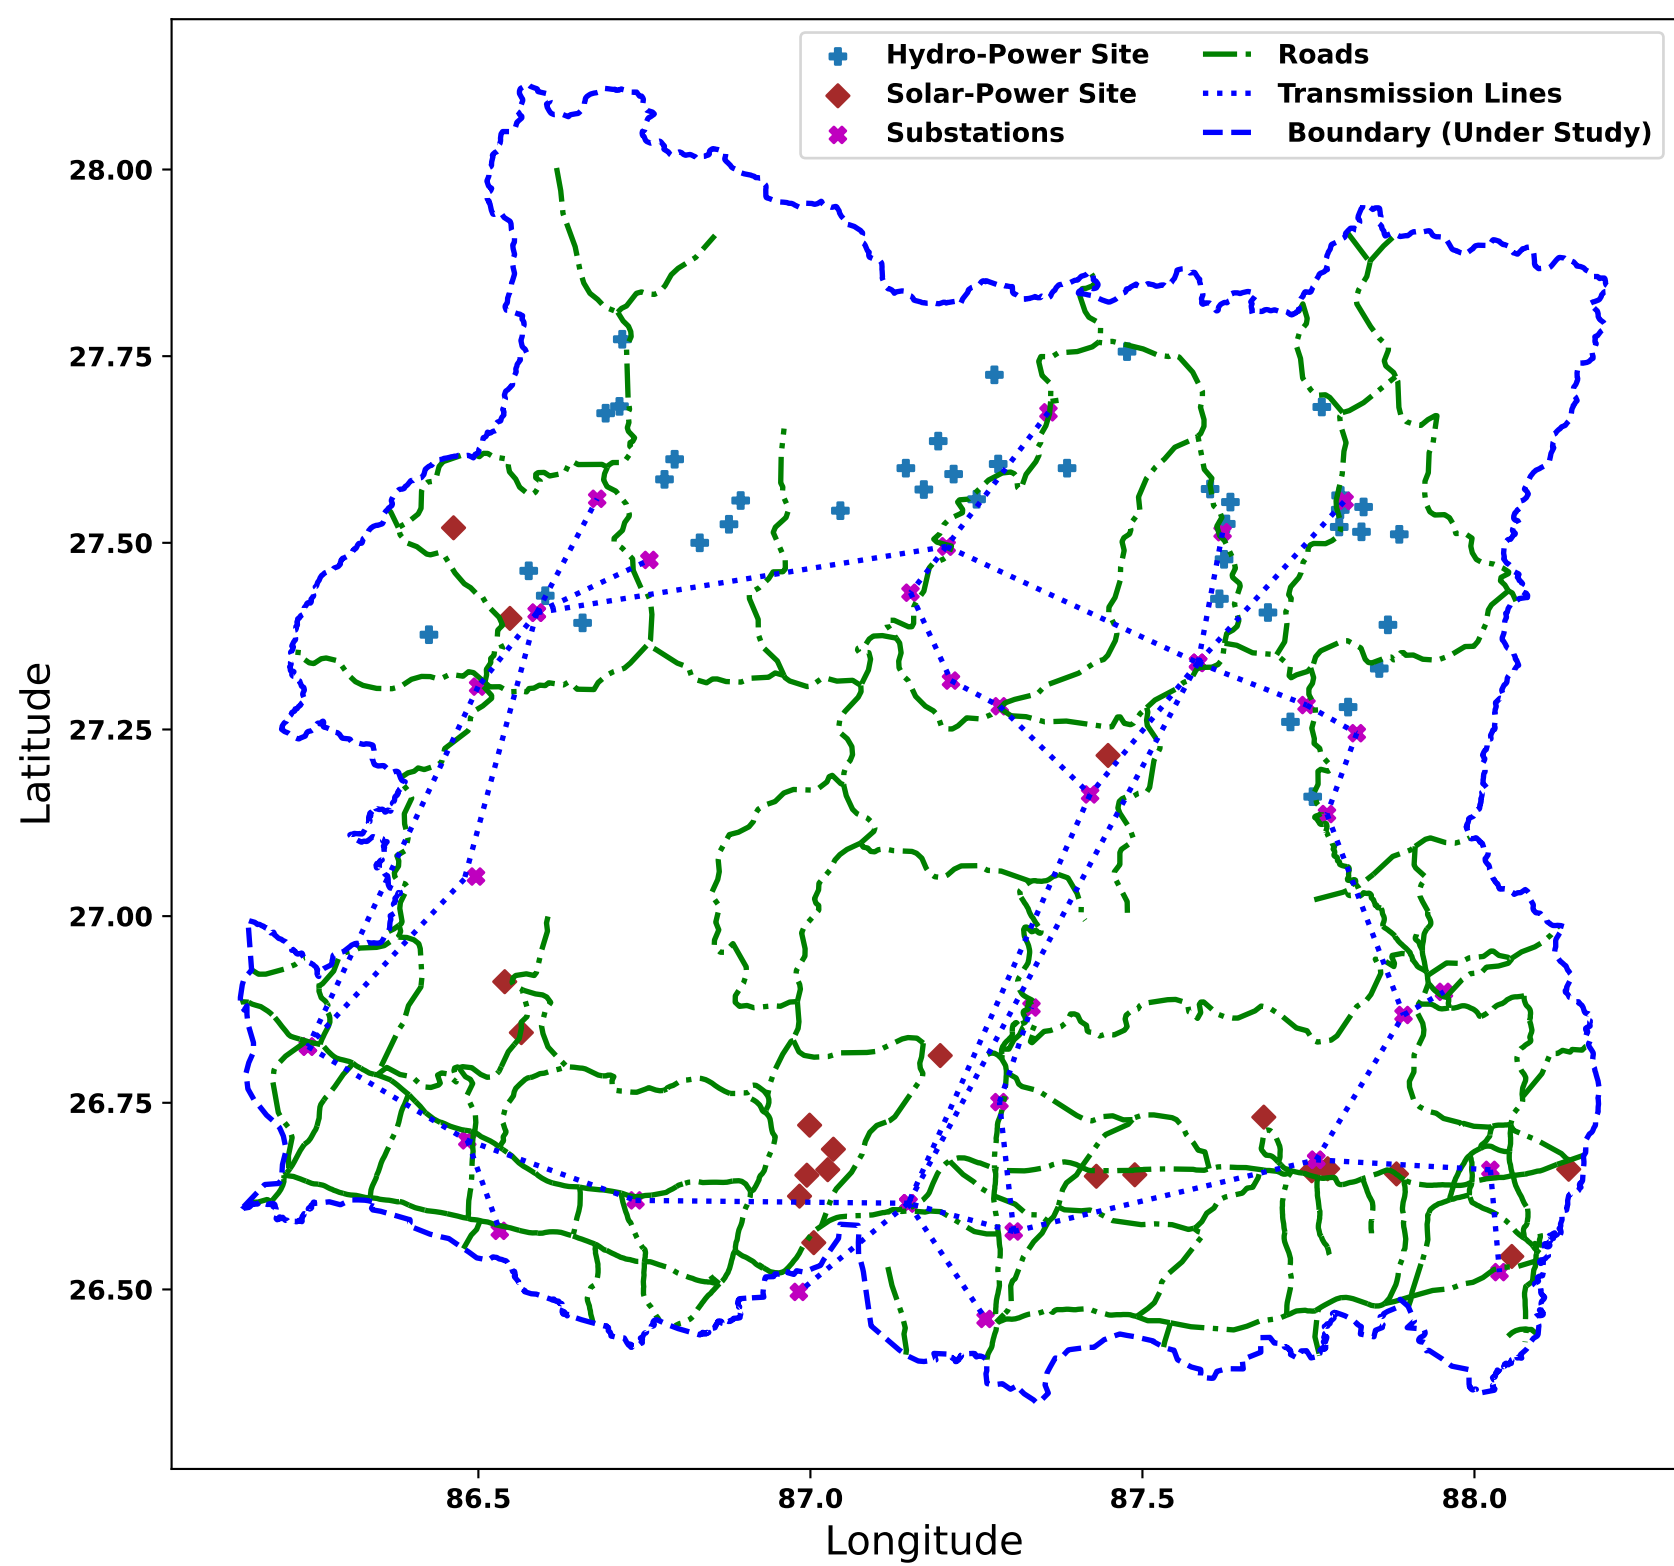 Hydro-Power Site
Solar-Power Site
Substations
Roads
Transmission Lines
Boundary (Under Study)
28.00
27.75
27.50
27.25
27.00
26.75
26.50
Latitude
86.5
87.0
87.5
88.0
Longitude